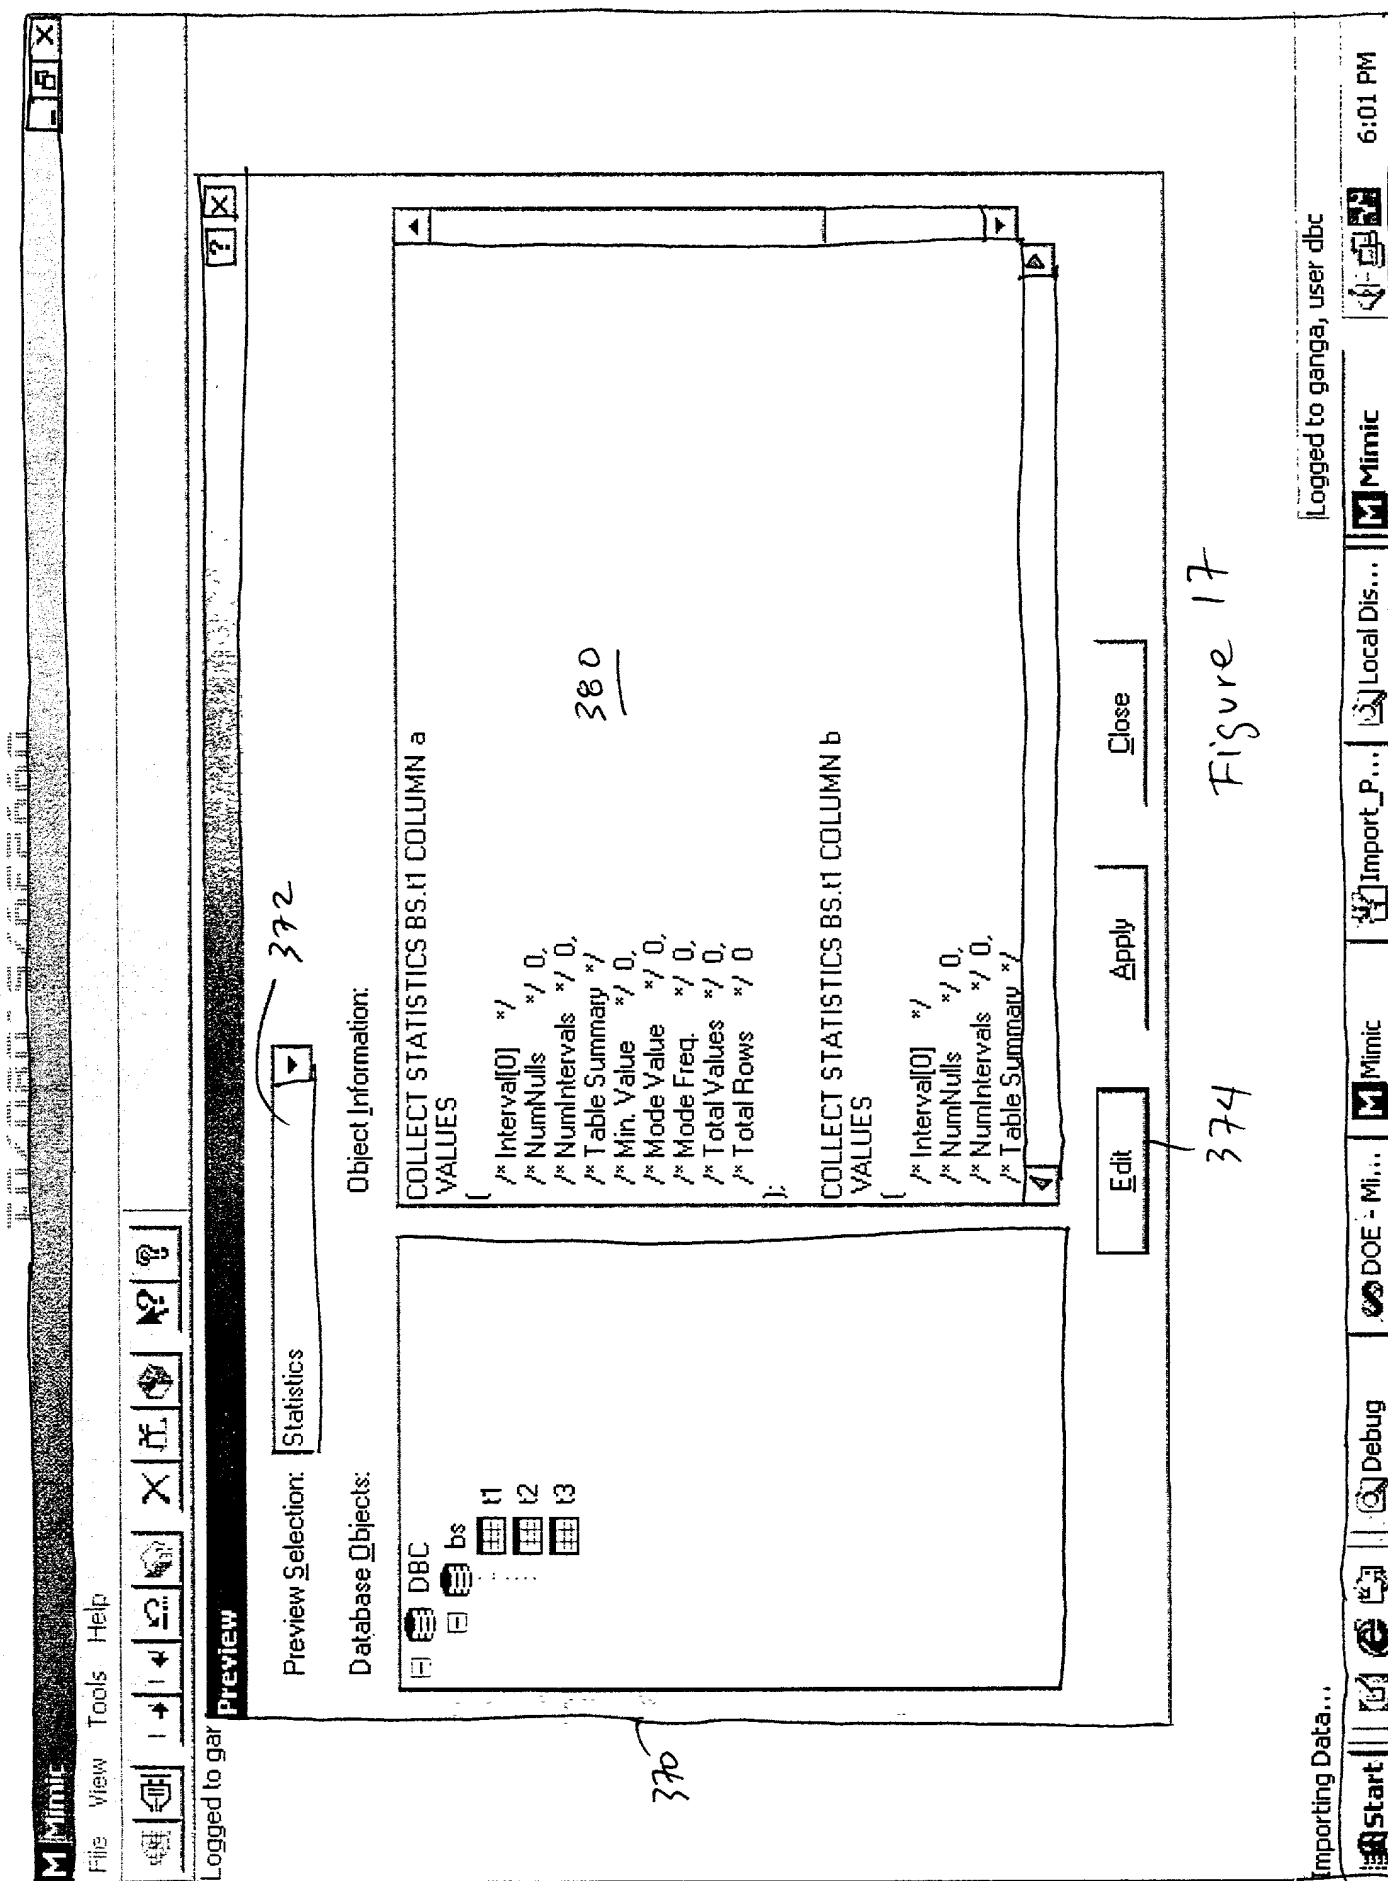 M Mimic
File View Tools Help
Logged to gar
Preview
? X
372
Preview Selection: Statistics
Database Objects:
Object Information:
DBC
bs
t1
t2
t3
COLLECT STATISTICS BS.t1 COLUMN a
VALUES
(
/* Interval[0] */
/* NumNulls */ 0,
/* NumIntervals */ 0,
/* Table Summary */
/* Min. Value */ 0,
/* Mode Value */ 0,
/* Mode Freq. */ 0,
/* Total Values */ 0,
/* Total Rows */ 0
);
380
COLLECT STATISTICS BS.t1 COLUMN b
VALUES
(
/* Interval[0] */
/* NumNulls */ 0,
/* NumIntervals */ 0,
/* Table Summary */
Edit Apply Close
370
374
Figure 17
Importing Data...
Logged to ganga, user dbc
Start Debug DOE - Mi... M Mimic Import_P... Local Dis... M Mimic 6:01 PM